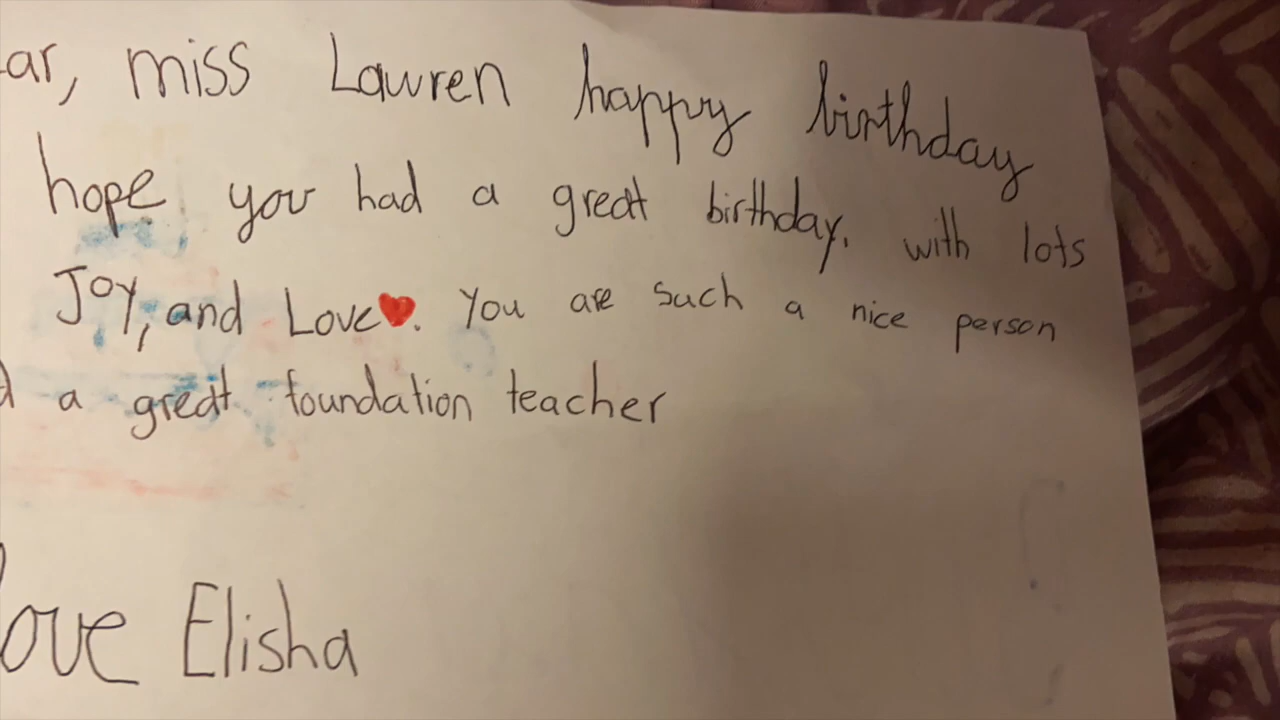 ar, miss Lauren happy birthday
hope you had a great birthday. with lots
Joy, and Love❤. You are such a nice person
d a great foundation teacher
love Elisha